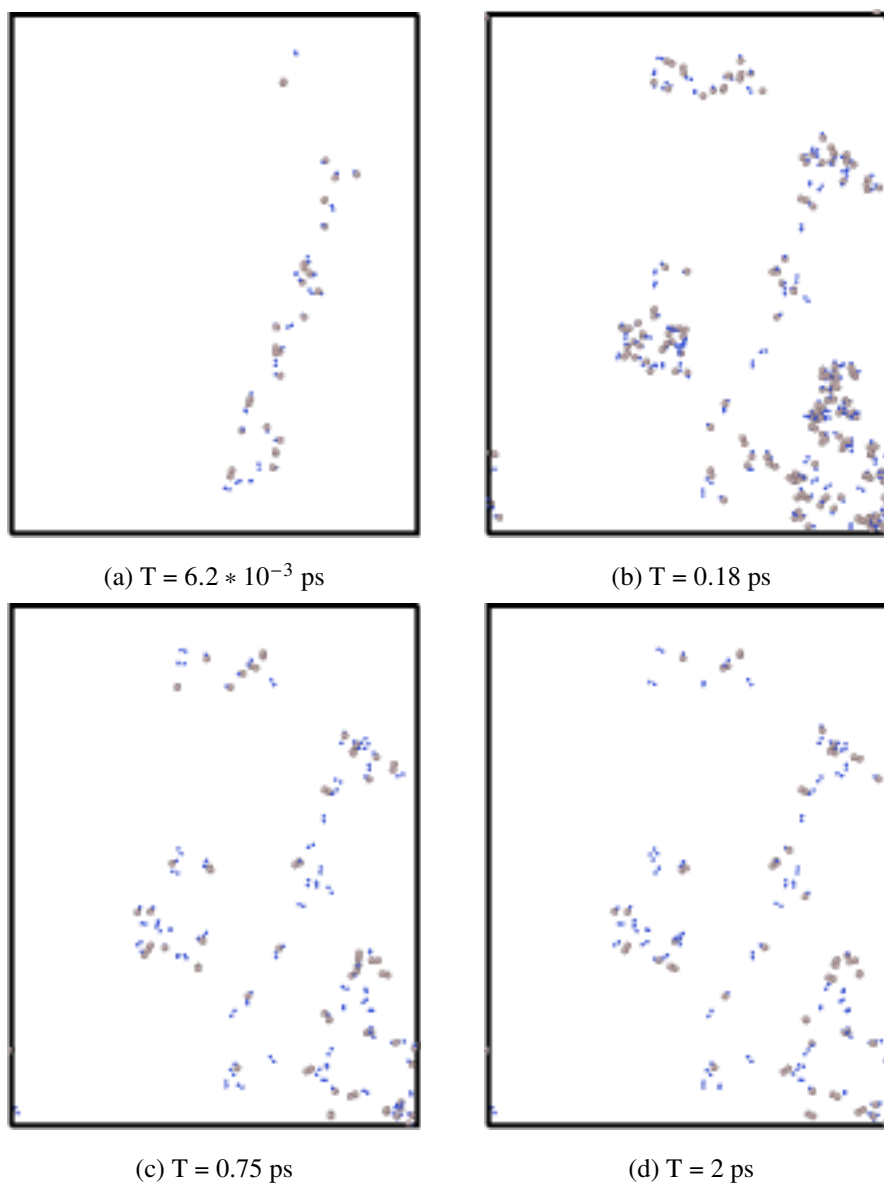 (a) T = 6.2 * 10⁻³ ps
(b) T = 0.18 ps
(c) T = 0.75 ps
(d) T = 2 ps